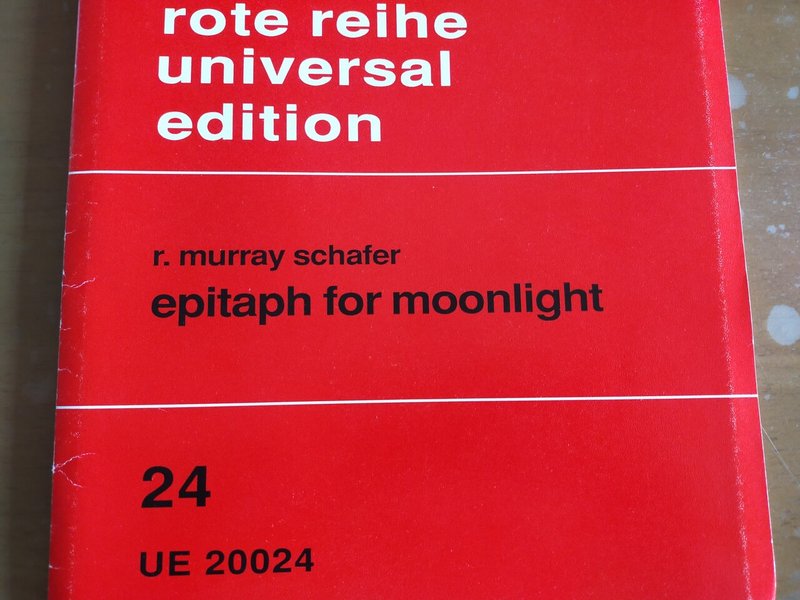 rote reihe
universal
edition
r. murray schafer
epitaph for moonlight
24
UE 20024